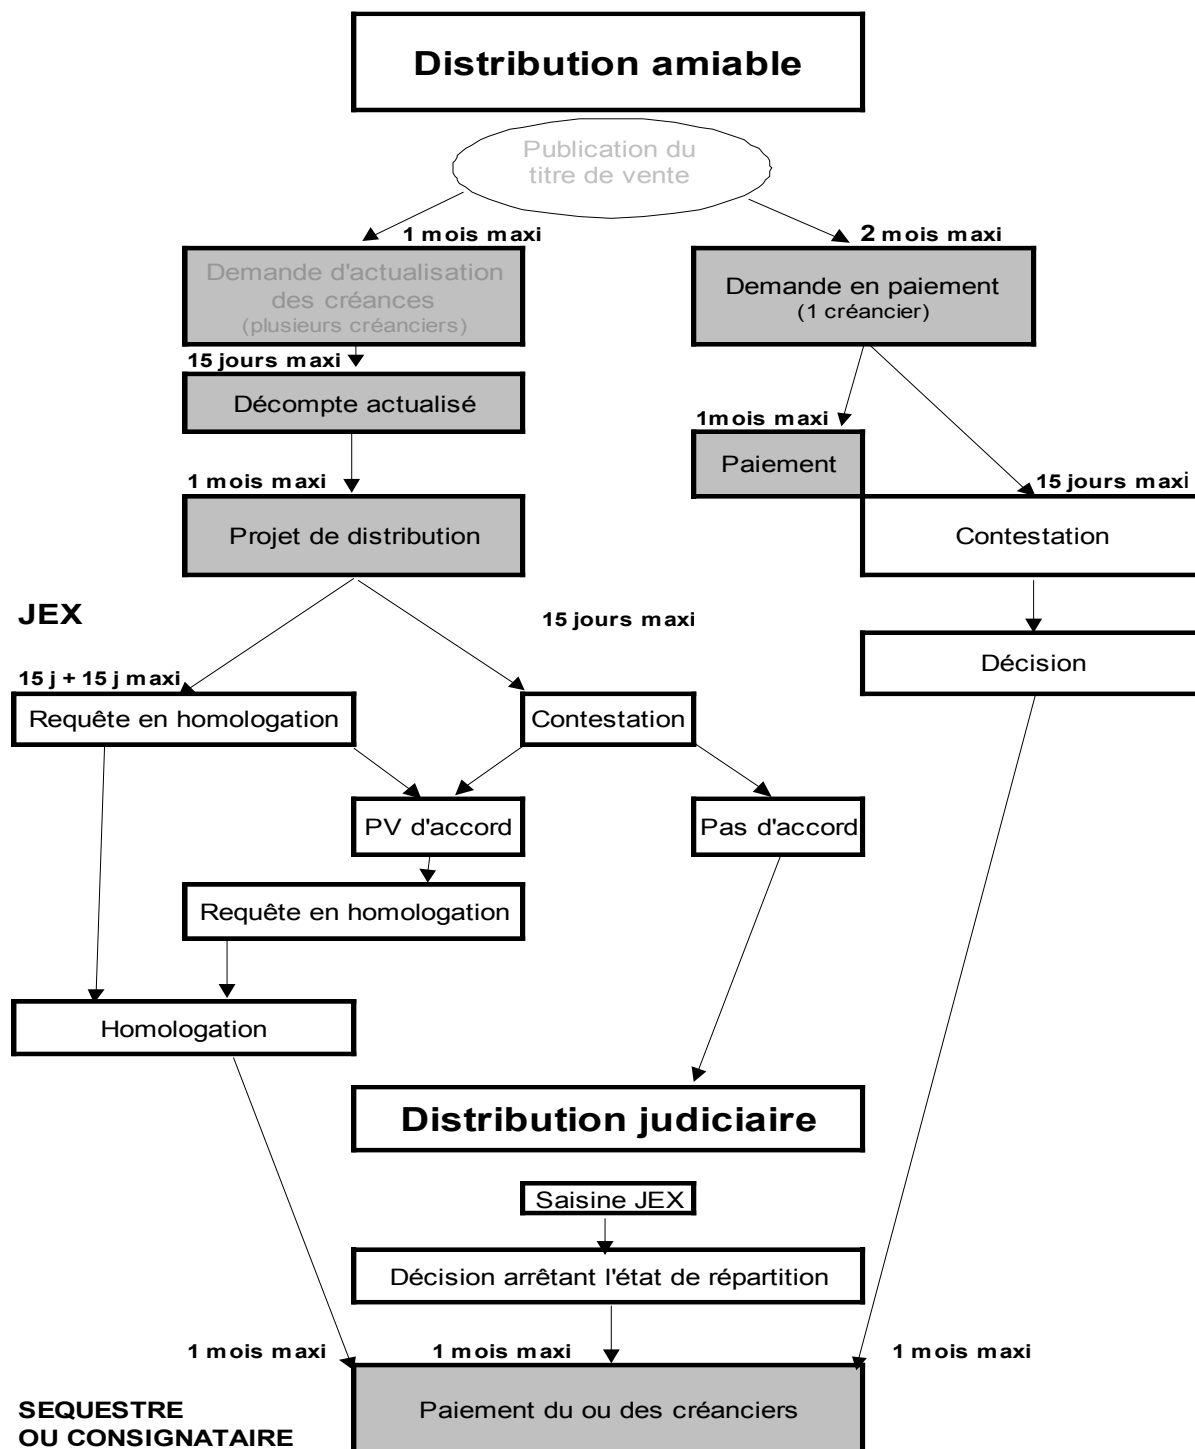 Distribution amiable
Publication du
titre de vente
1 mois maxi
2 mois maxi
Demande d'actualisation
des créances
(plusieurs créanciers)
Demande en paiement
(1 créancier)
15 jours maxi
Décompte actualisé
1mois maxi
Paiement
1 mois maxi
15 jours maxi
Projet de distribution
Contestation
JEX
15 jours maxi
Décision
15 j + 15 j maxi
Requête en homologation
Contestation
PV d'accord
Pas d'accord
Requête en homologation
Homologation
Distribution judiciaire
Saisine JEX
Décision arrêtant l'état de répartition
1 mois maxi
1 mois maxi
1 mois maxi
Paiement du ou des créanciers
SEQUESTRE
OU CONSIGNATAIRE